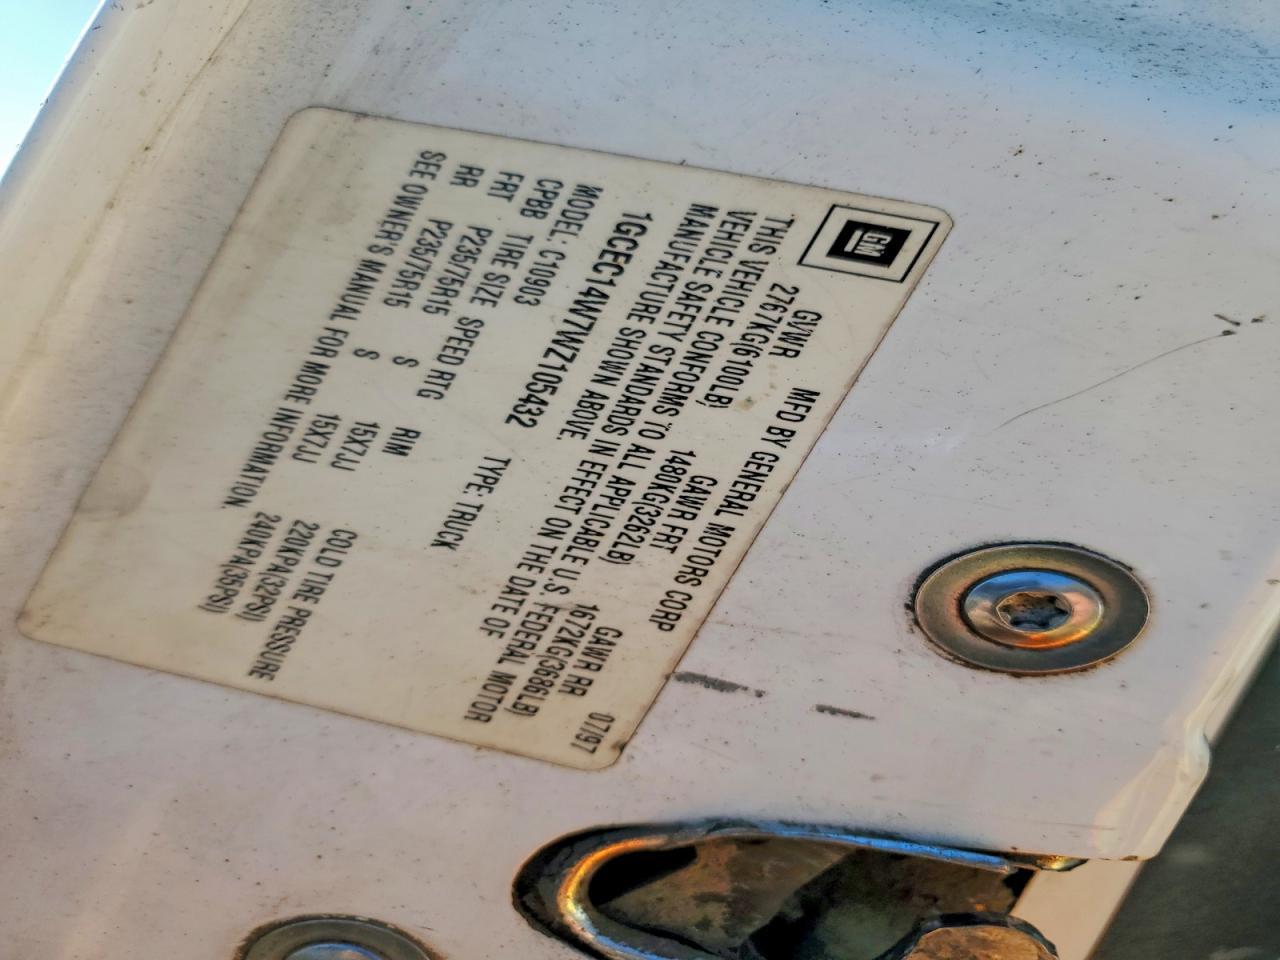 GM
MFD BY GENERAL MOTORS CORP 07/97
GVWR GAWR FRT GAWR RR
2767KG(6100LB) 1480KG(3262LB) 1672KG(3686LB)
THIS VEHICLE CONFORMS TO ALL APPLICABLE U.S. FEDERAL MOTOR
VEHICLE SAFETY STANDARDS IN EFFECT ON THE DATE OF
MANUFACTURE SHOWN ABOVE.
1GCEC14W7WZ105432 TYPE: TRUCK
MODEL: C10903
CPBB TIRE SIZE SPEED RTG RIM COLD TIRE PRESSURE
FRT P235/75R15 S 15X7JJ 220KPA(32PSI)
RR P235/75R15 S 15X7JJ 240KPA(35PSI)
SEE OWNER'S MANUAL FOR MORE INFORMATION.